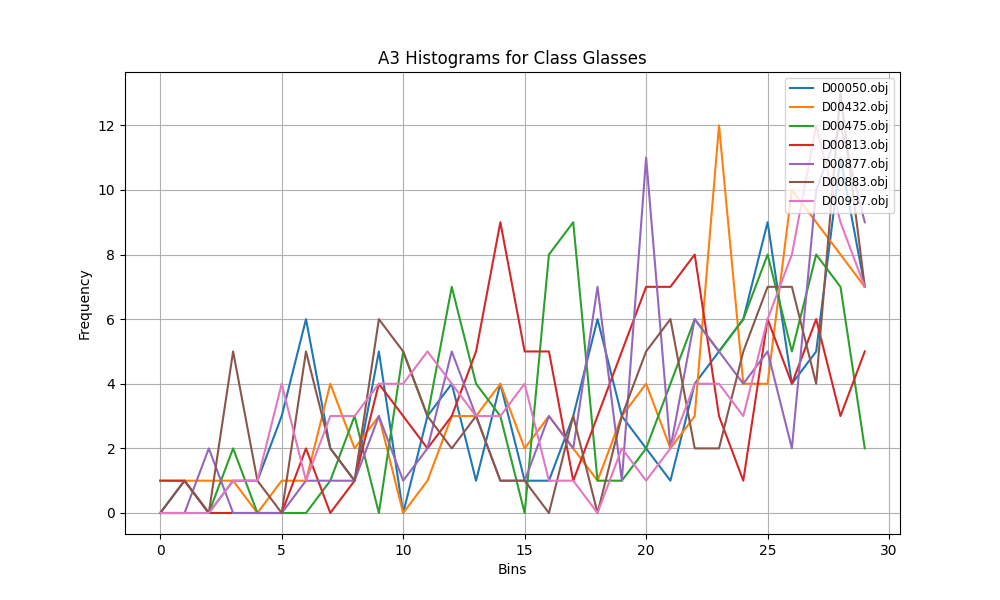 A3 Histograms for Class Glasses
D00050.obj
D00432.obj
D00475.obj
D00813.obj
D00877.obj
D00883.obj
D00937.obj
Frequency
12
10
8
6
4
2
0
0 5 10 15 20 25 30
Bins